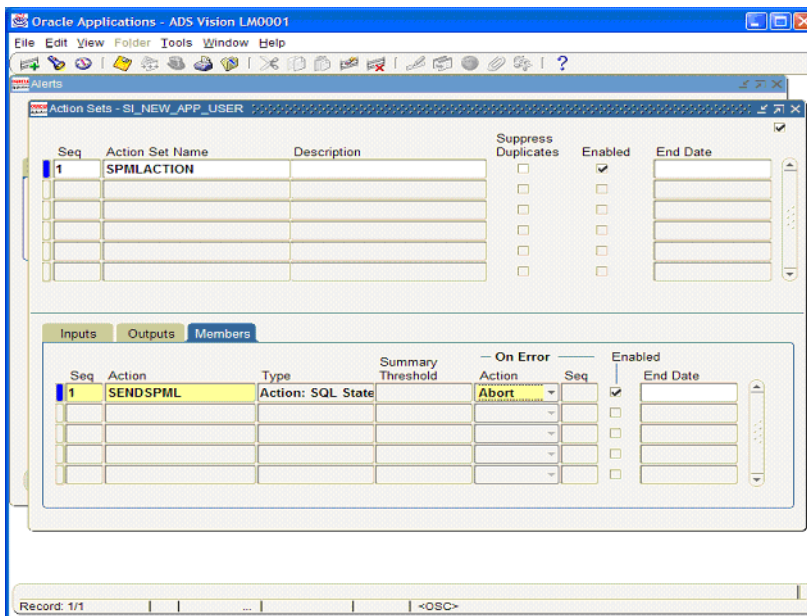 Oracle Applications - ADS Vision LM0001
File Edit View Folder Tools Window Help
?
Alerts
Action Sets - SI_NEW_APP_USER
Seq Action Set Name Description Suppress Duplicates Enabled End Date
1 SPMLACTION
Inputs Outputs Members
Seq Action Type Summary Threshold On Error Action Seq Enabled End Date
1 SENDSPML Action: SQL State Abort
Record: 1/1 ... <OSC>